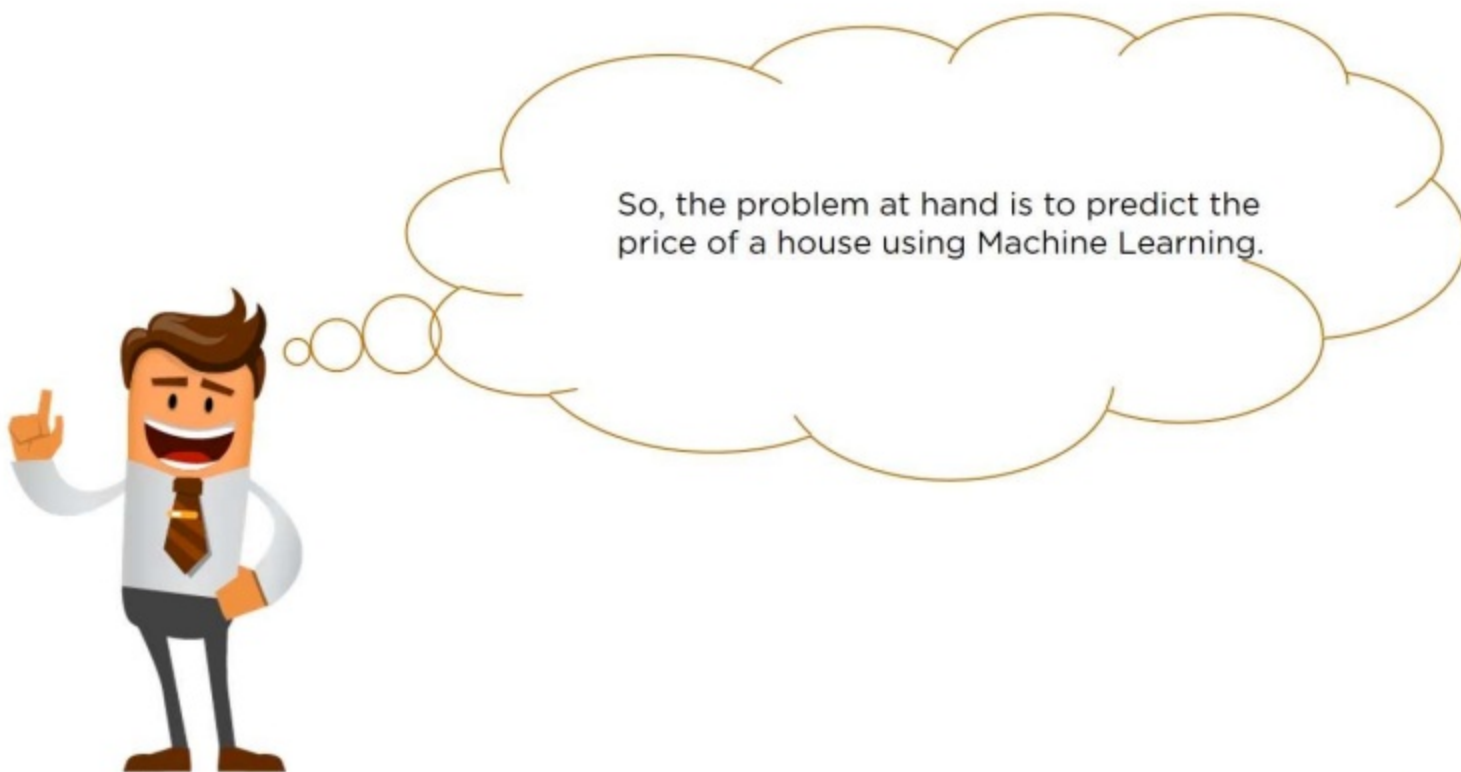 So, the problem at hand is to predict the
price of a house using Machine Learning.